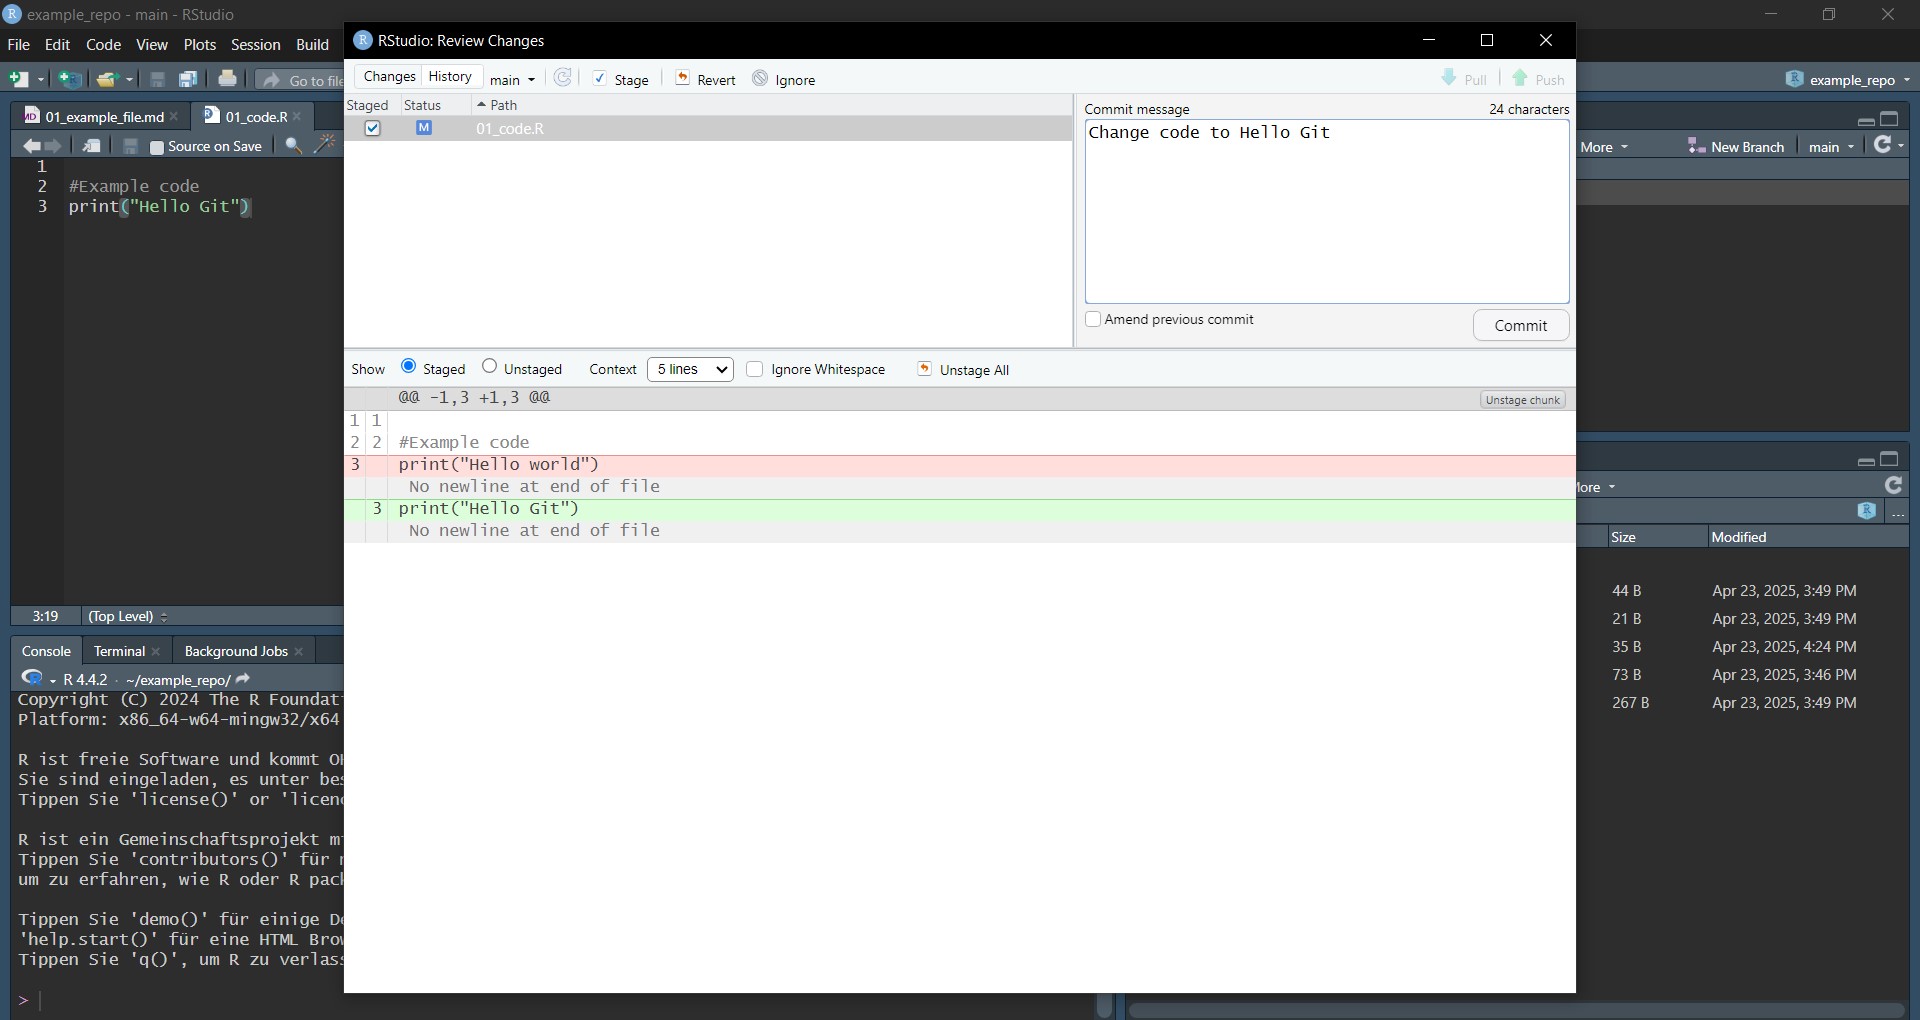 example_repo - main - RStudio
File Edit Code View Plots Session Build
Go to file
example_repo
01_example_file.md
01_code.R
Source on Save
1
2 #Example code
3 print("Hello Git")
3:19 (Top Level)
Console Terminal Background Jobs
R 4.4.2 · ~/example_repo/
Copyright (C) 2024 The R Foundat
Platform: x86_64-w64-mingw32/x64
R ist freie Software und kommt OH
Sie sind eingeladen, es unter bes
Tippen Sie 'license()' or 'licen
R ist ein Gemeinschaftsprojekt m
Tippen Sie 'contributors()' für
um zu erfahren, wie R oder R pac
Tippen Sie 'demo()' für einige De
'help.start()' für eine HTML Brow
Tippen Sie 'q()', um R zu verlass
>
RStudio: Review Changes
Changes History main Stage Revert Ignore Pull Push
Staged Status Path
M 01_code.R
Commit message 24 characters
Change code to Hello Git
Amend previous commit
Commit
Show Staged Unstaged Context 5 lines Ignore Whitespace Unstage All
@@ -1,3 +1,3 @@ Unstage chunk
1 1
2 2 #Example code
3 print("Hello world")
No newline at end of file
3 print("Hello Git")
No newline at end of file
More New Branch main
More
...
Size Modified
44 B Apr 23, 2025, 3:49 PM
21 B Apr 23, 2025, 3:49 PM
35 B Apr 23, 2025, 4:24 PM
73 B Apr 23, 2025, 3:46 PM
267 B Apr 23, 2025, 3:49 PM